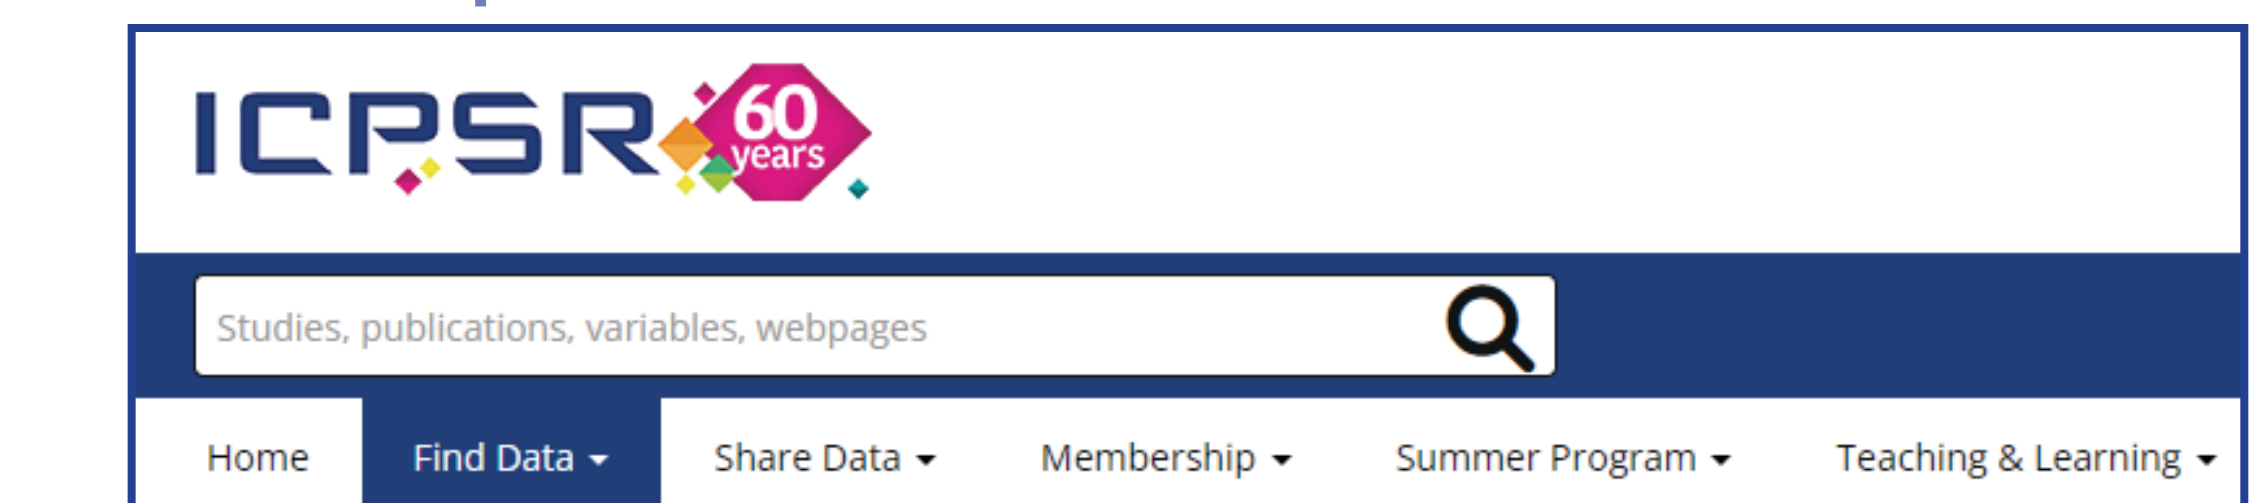 ICPSR 60
years
Studies, publications, variables, webpages
Home Find Data Share Data Membership Summer Program Teaching & Learning